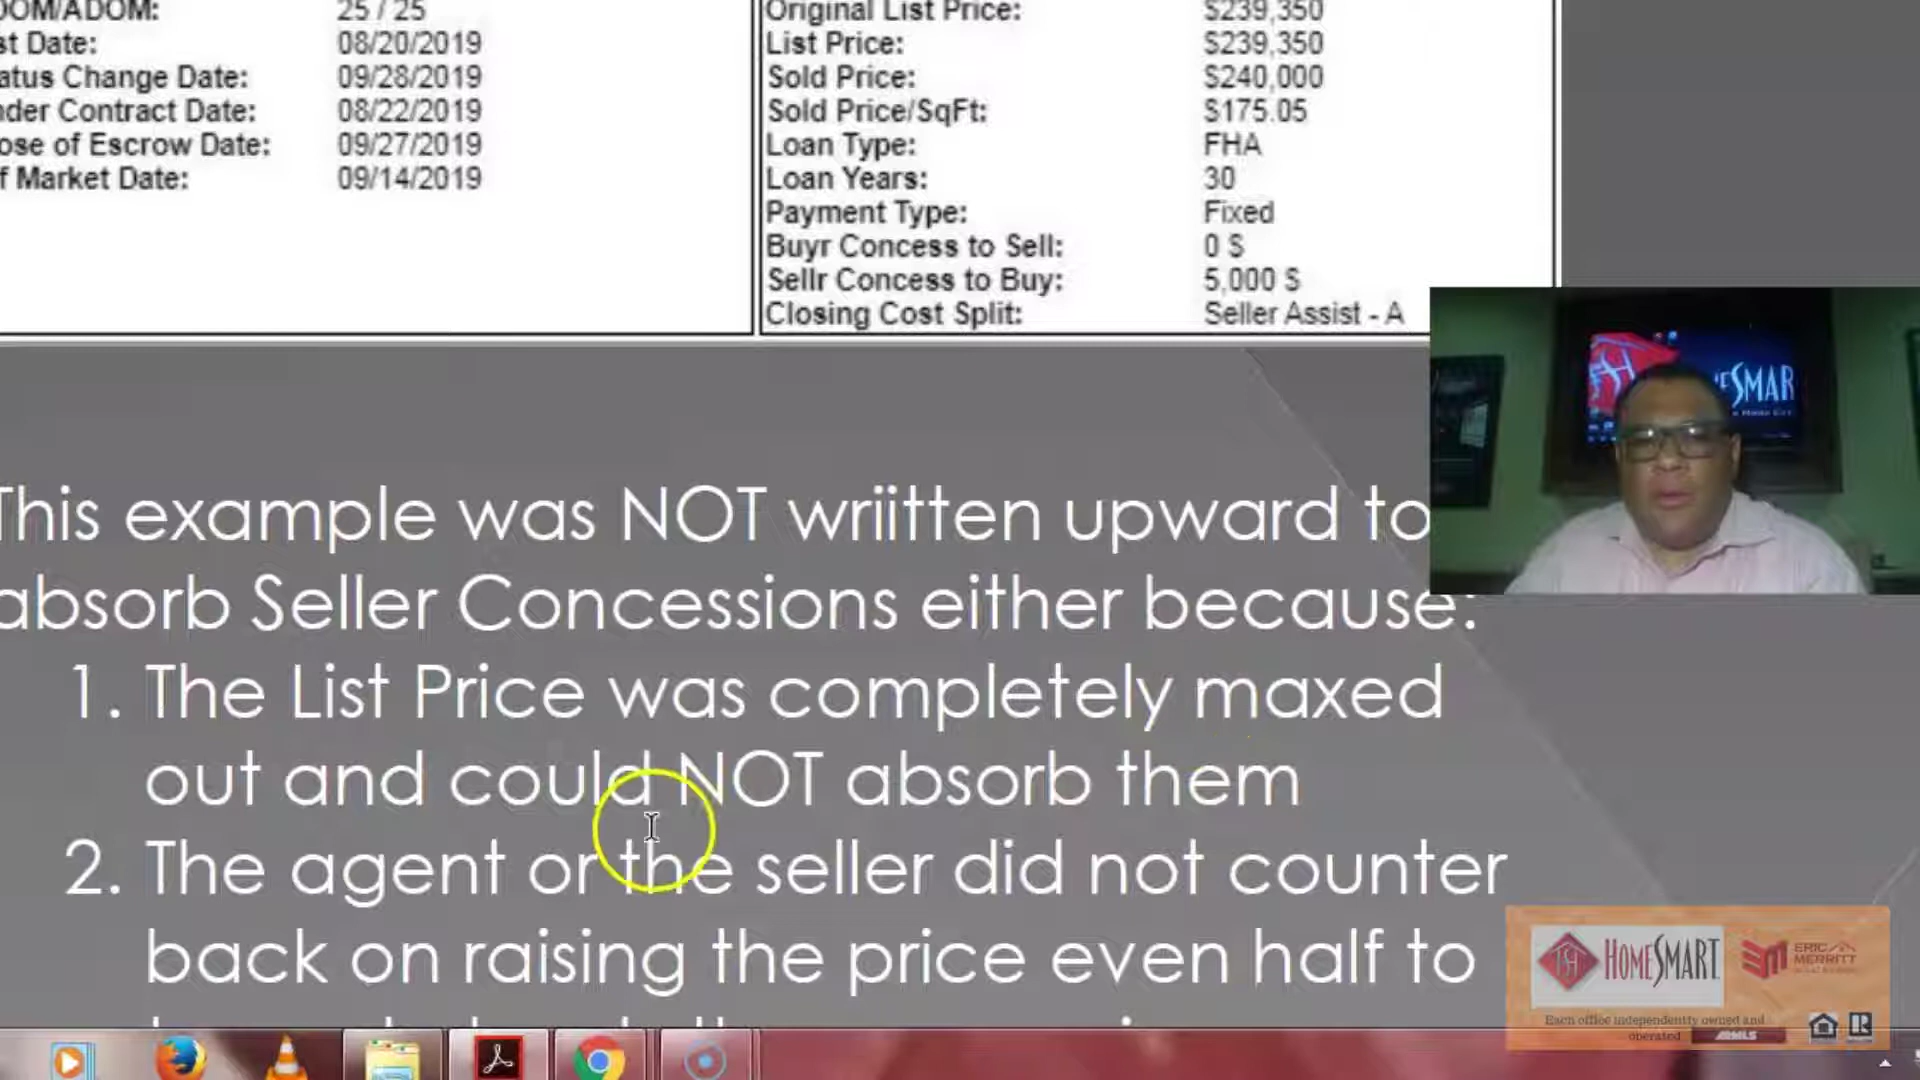 OOM/ADOM: 25 / 25
st Date: 08/20/2019
atus Change Date: 09/28/2019
nder Contract Date: 08/22/2019
ose of Escrow Date: 09/27/2019
f Market Date: 09/14/2019
Original List Price: $239,350
List Price: $239,350
Sold Price: $240,000
Sold Price/SqFt: $175.05
Loan Type: FHA
Loan Years: 30
Payment Type: Fixed
Buyr Concess to Sell: 0 $
Sellr Concess to Buy: 5,000 $
Closing Cost Split: Seller Assist - A
SMAR
This example was NOT wriitten upward to
absorb Seller Concessions either because:
1. The List Price was completely maxed
out and could NOT absorb them
2. The agent or the seller did not counter
back on raising the price even half to
HOMESMART
ERIC
MERRITT
Each office independently owned and
operated
ARMLS